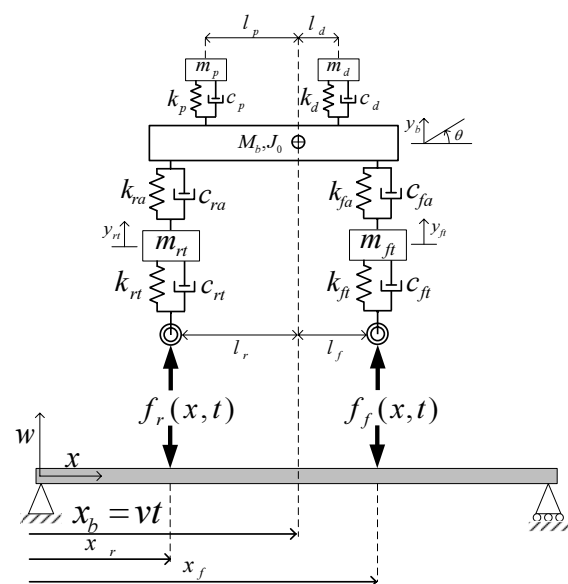 l_p l_d
m_p m_d
k_p c_p k_d c_d
M_b, J_0 y_b θ
k_ra c_ra k_fa c_fa
y_rt m_rt m_ft y_ft
k_rt c_rt k_ft c_ft
l_r l_f
f_r(x,t) f_f(x,t)
w
x
x_b = vt
x_r
x_f